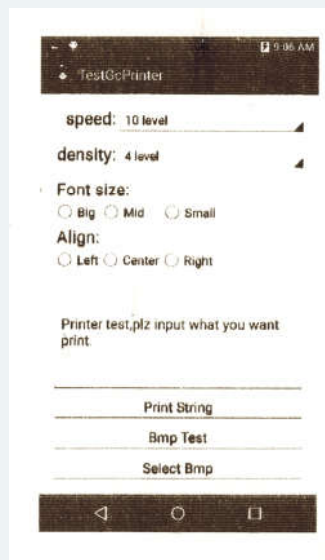 9:06 AM
TestGcPrinter
speed: 10 level
density: 4 level
Font size:
Big Mid Small
Align:
Left Center Right
Printer test,plz input what you want
print.
Print String
Bmp Test
Select Bmp